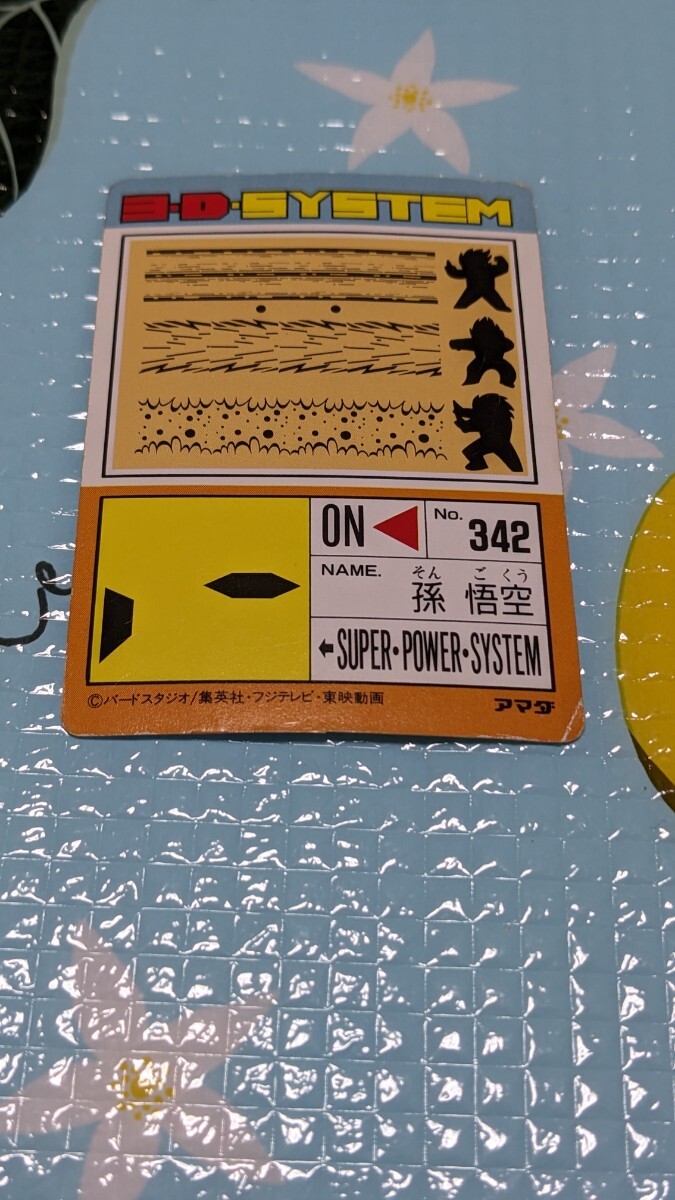 3·D·SYSTEM
ON
No. 342
NAME.
そん ご くう
孫 悟空
SUPER・POWER・SYSTEM
©バードスタジオ/集英社・フジテレビ・東映動画
アマダ